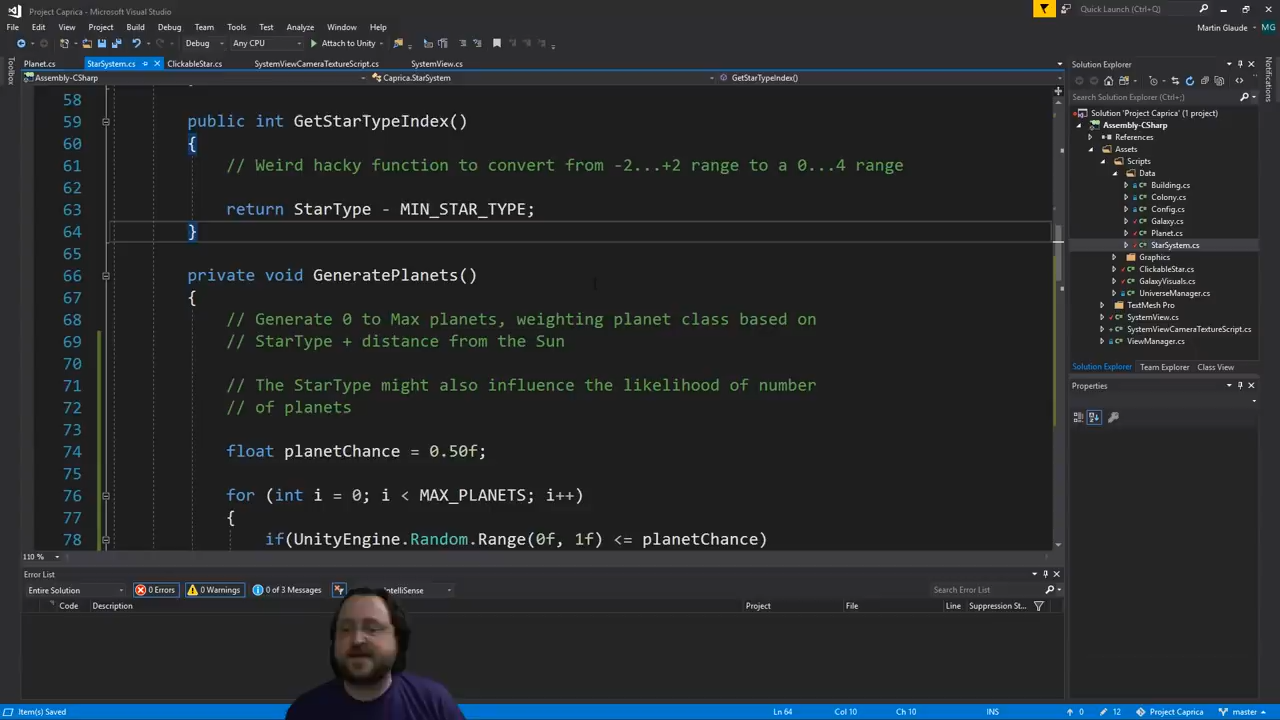 Project Caprica - Microsoft Visual Studio
Quick Launch (Ctrl+Q)
File Edit View Project Build Debug Team Tools Test Analyze Window Help
Martin Glaude MG
Debug Any CPU Attach to Unity
Toolbox
Planet.cs StarSystem.cs ClickableStar.cs SystemViewCameraTextureScript.cs SystemView.cs
Assembly-CSharp Caprica.StarSystem GetStarTypeIndex()
58
59 public int GetStarTypeIndex()
60 {
61 // Weird hacky function to convert from -2...+2 range to a 0...4 range
62
63 return StarType - MIN_STAR_TYPE;
64 }
65
66 private void GeneratePlanets()
67 {
68 // Generate 0 to Max planets, weighting planet class based on
69 // StarType + distance from the Sun
70
71 // The StarType might also influence the likelihood of number
72 // of planets
73
74 float planetChance = 0.50f;
75
76 for (int i = 0; i < MAX_PLANETS; i++)
77 {
78 if(UnityEngine.Random.Range(0f, 1f) <= planetChance)
110 %
Error List
Entire Solution 0 Errors 0 Warnings 0 of 3 Messages IntelliSense
Search Error List
Code Description Project File Line Suppression St...
Item(s) Saved Ln 64 Col 10 Ch 10 INS 0 12 Project Caprica master
Solution Explorer
Search Solution Explorer (Ctrl+;)
Solution 'Project Caprica' (1 project)
Assembly-CSharp
References
Assets
Scripts
Data
Building.cs
Colony.cs
Config.cs
Galaxy.cs
Planet.cs
StarSystem.cs
Graphics
ClickableStar.cs
GalaxyVisuals.cs
UniverseManager.cs
TextMesh Pro
SystemView.cs
SystemViewCameraTextureScript.cs
ViewManager.cs
Solution Explorer Team Explorer Class View
Properties
Notifications